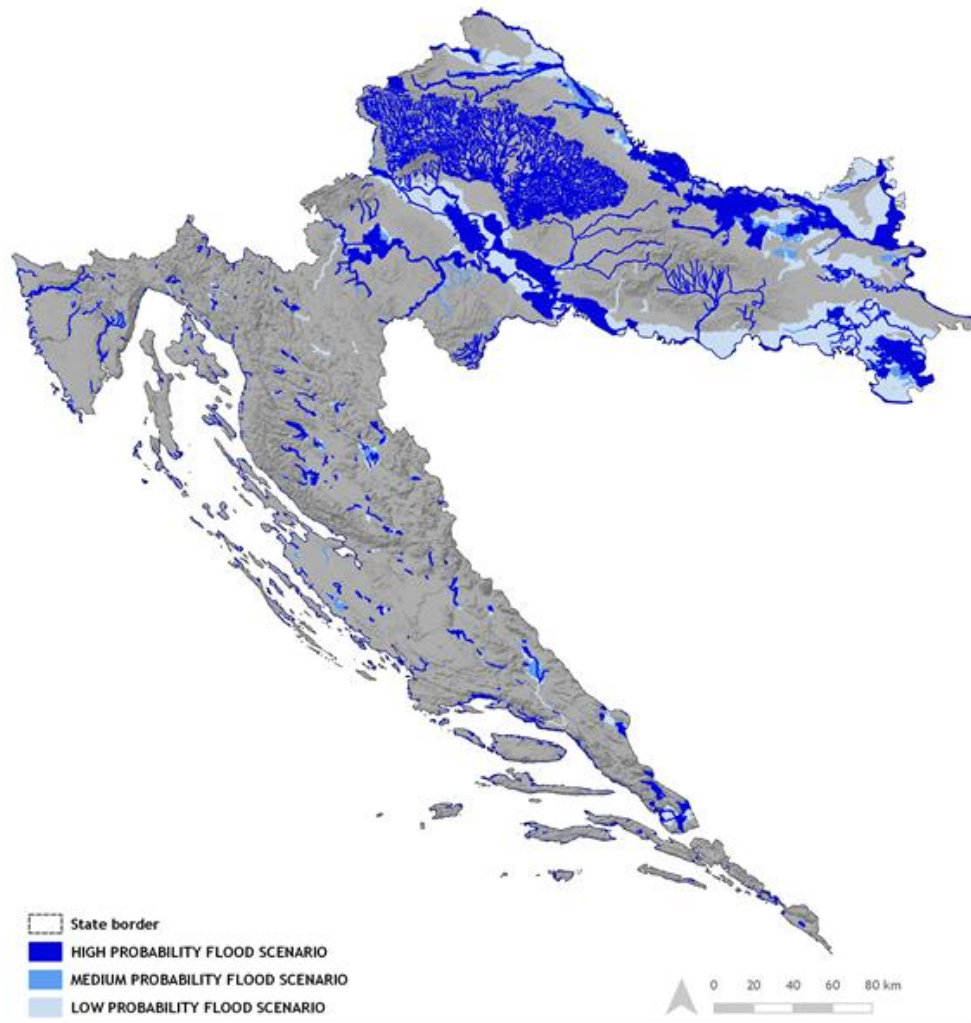 State border
HIGH PROBABILITY FLOOD SCENARIO
MEDIUM PROBABILITY FLOOD SCENARIO
LOW PROBABILITY FLOOD SCENARIO
0 20 40 60 80 km